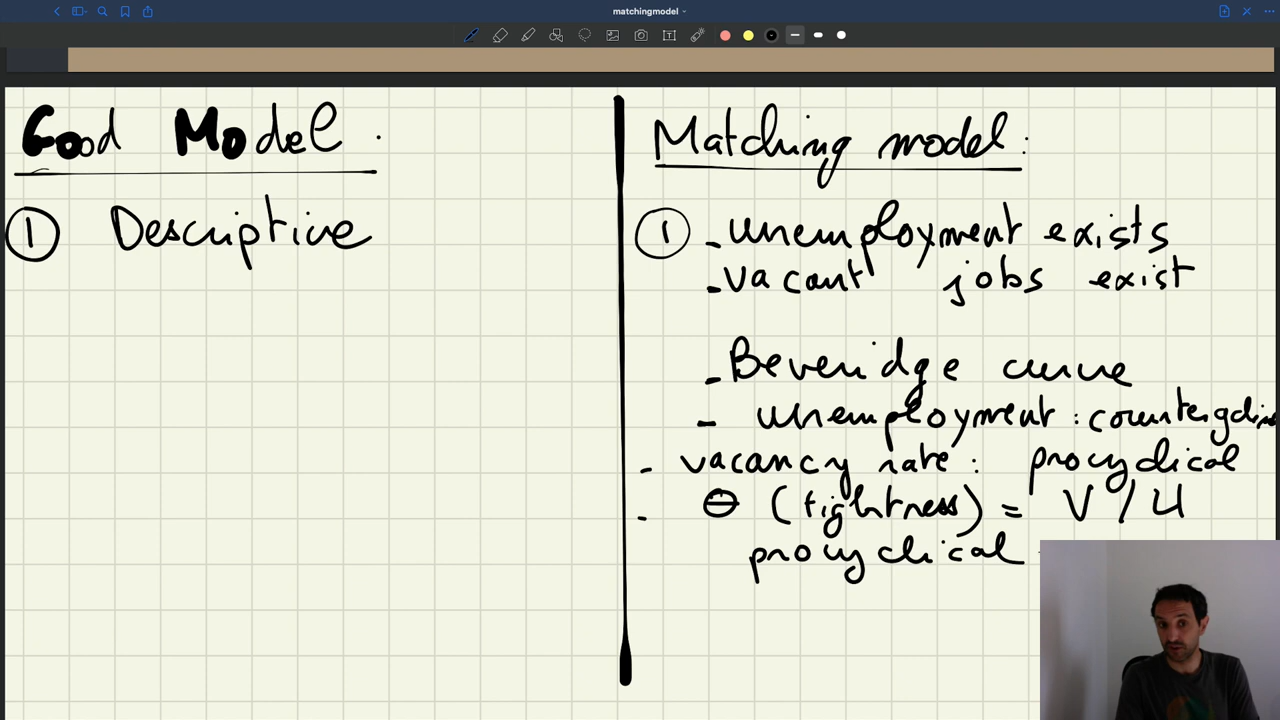 matchingmodel
Good Model.
① Descriptive
Matching model:
① - unemployment exists
- vacant jobs exist
- Beveridge curve
- unemployment:
- vacancy rate: procyclical
- θ (tightness) = V / U
procyclical